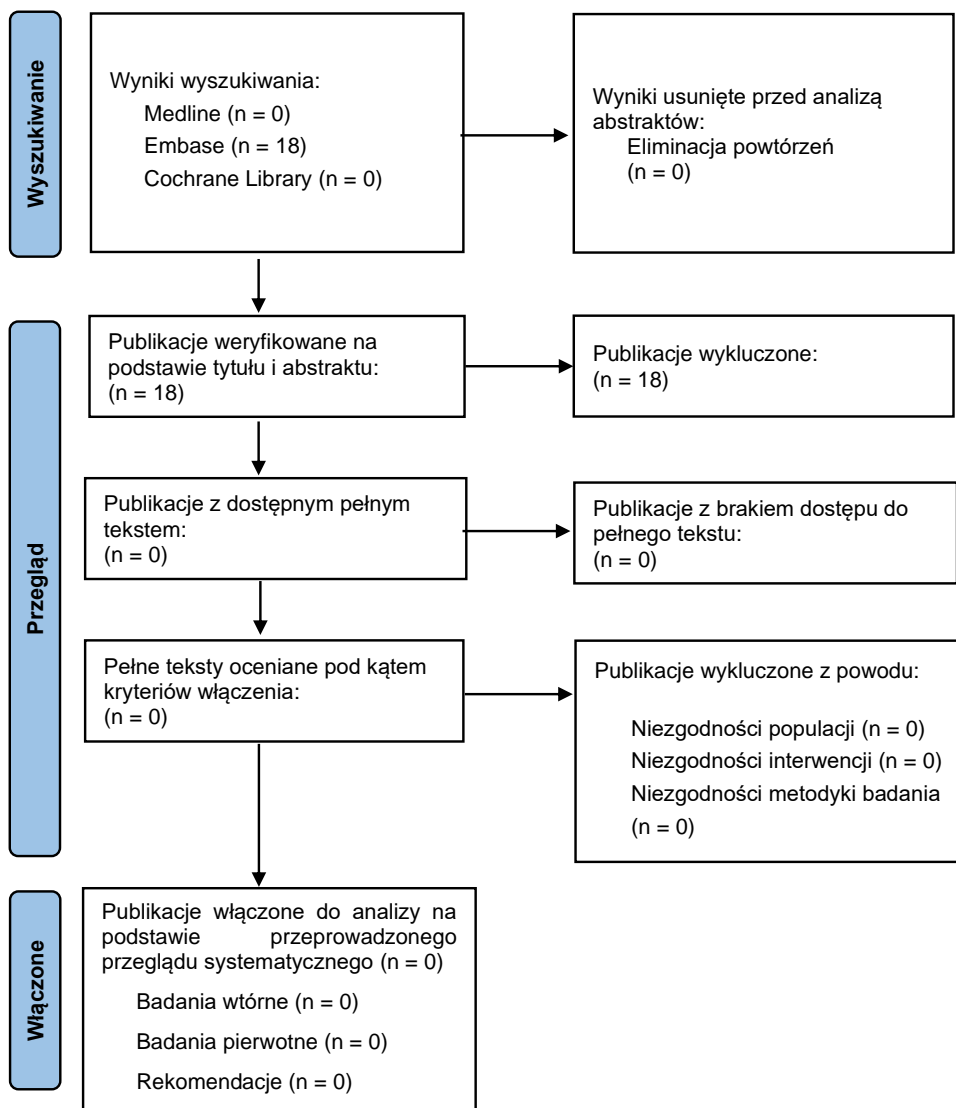 Wyszukiwanie
Wyniki wyszukiwania:
Medline (n = 0)
Embase (n = 18)
Cochrane Library (n = 0)
Wyniki usunięte przed analizą
abstraktów:
Eliminacja powtórzeń
(n = 0)
Przegląd
Publikacje weryfikowane na
podstawie tytułu i abstraktu:
(n = 18)
Publikacje wykluczone:
(n = 18)
Publikacje z dostępnym pełnym
tekstem:
(n = 0)
Publikacje z brakiem dostępu do
pełnego tekstu:
(n = 0)
Pełne teksty oceniane pod kątem
kryteriów włączenia:
(n = 0)
Publikacje wykluczone z powodu:
Niezgodności populacji (n = 0)
Niezgodności interwencji (n = 0)
Niezgodności metodyki badania
(n = 0)
Włączone
Publikacje włączone do analizy na
podstawie przeprowadzonego
przeglądu systematycznego (n = 0)
Badania wtórne (n = 0)
Badania pierwotne (n = 0)
Rekomendacje (n = 0)